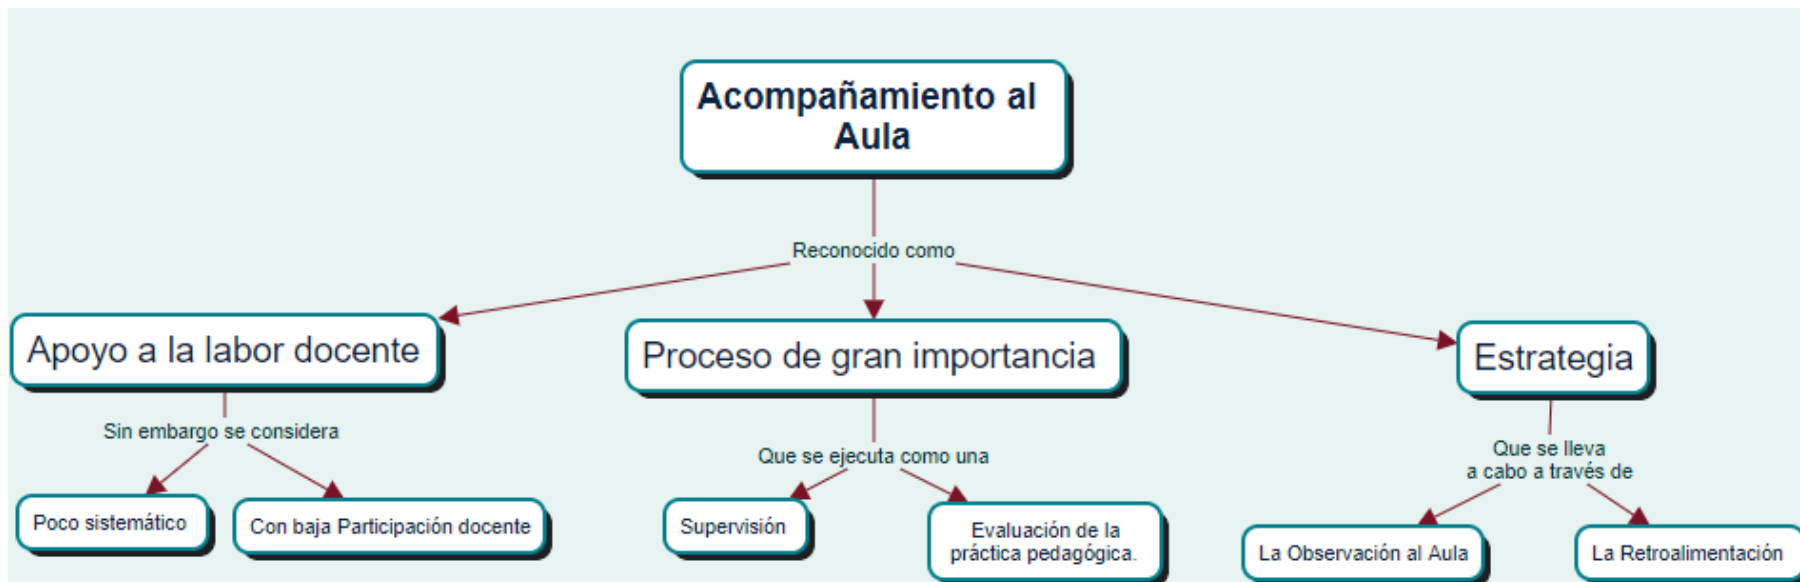 Acompañamiento al
Aula
Reconocido como
Apoyo a la labor docente
Proceso de gran importancia
Estrategia
Sin embargo se considera
Que se ejecuta como una
Que se lleva
a cabo a través de
Poco sistemático
Con baja Participación docente
Supervisión
Evaluación de la
práctica pedagógica.
La Observación al Aula
La Retroalimentación